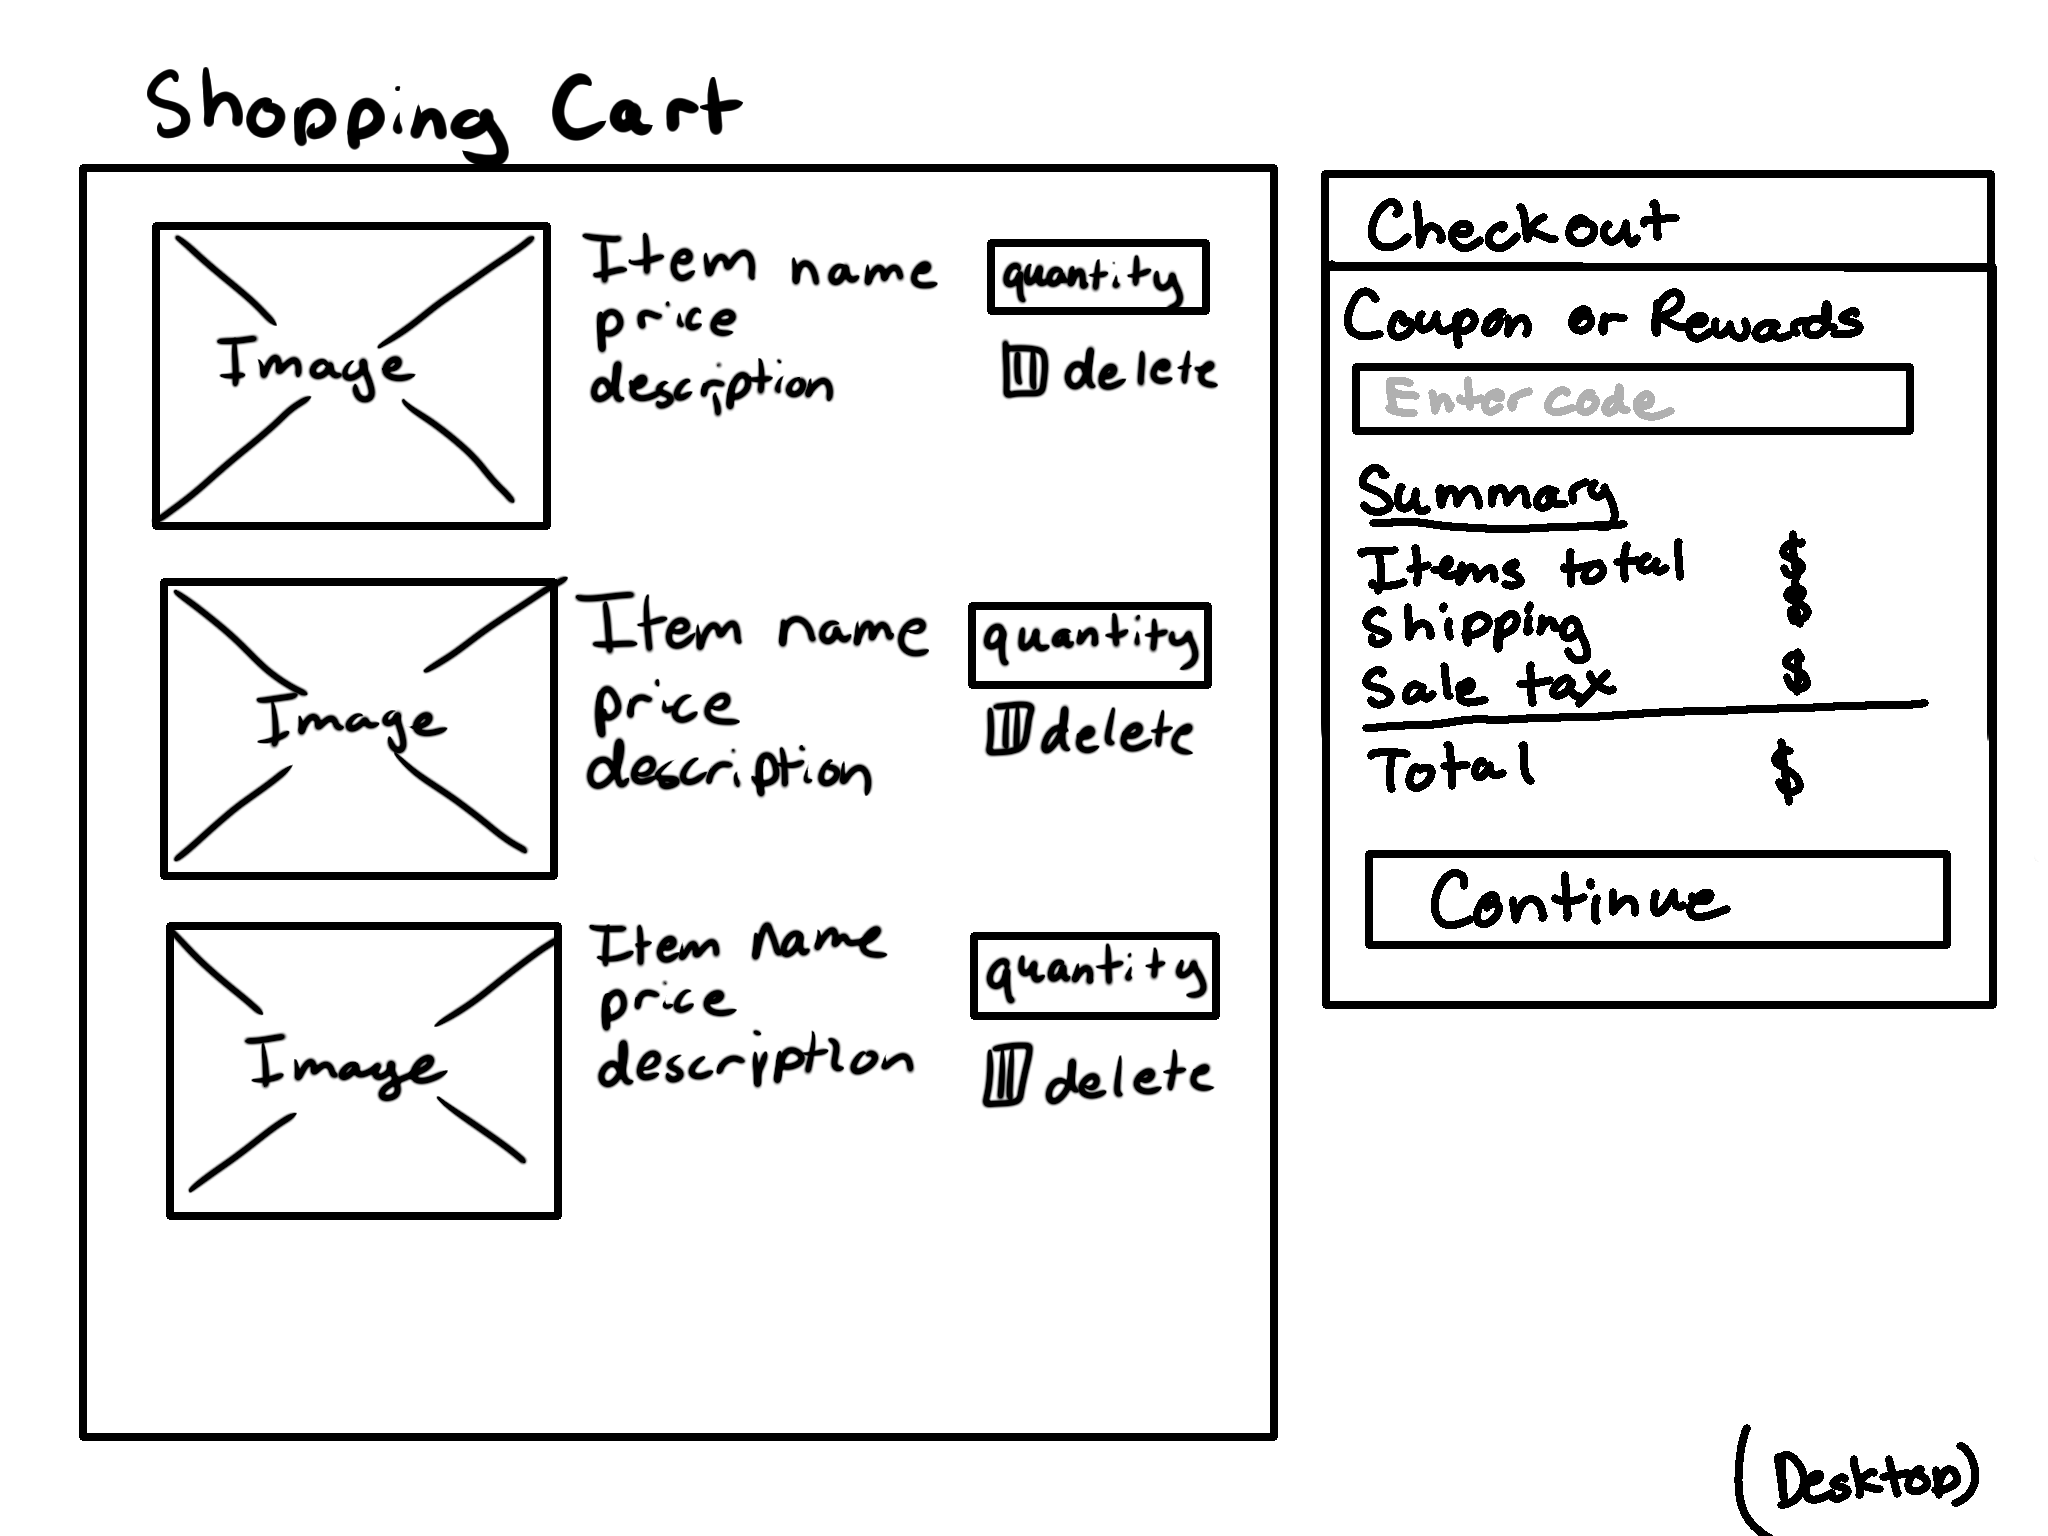 Shopping Cart
Image
Item name
price
description
quantity
delete
Image
Item name
price
description
quantity
delete
Image
Item name
price
description
quantity
delete
Checkout
Coupon or Rewards
Enter code
Summary
Items total $
Shipping $
Sale tax $
Total $
Continue
(Desktop)